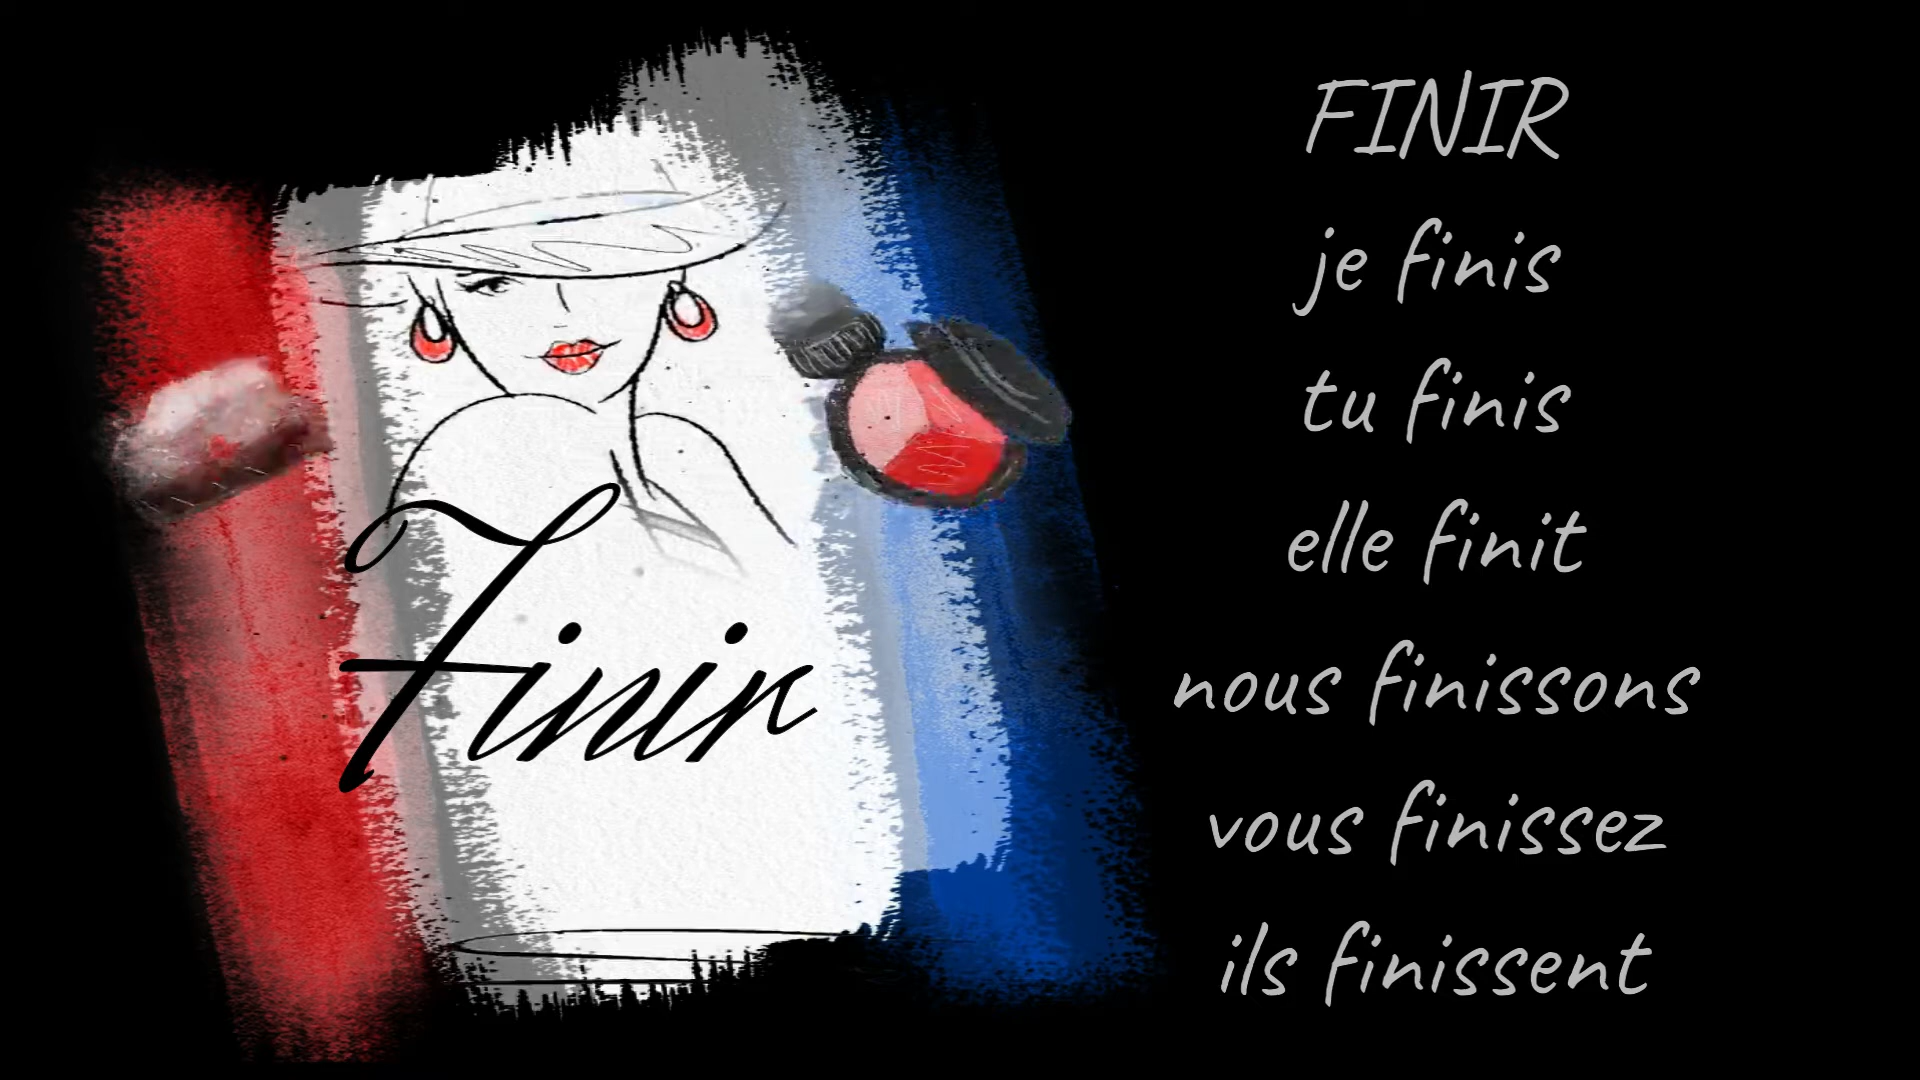 Finir
FINIR
je finis
tu finis
elle finit
nous finissons
vous finissez
ils finissent